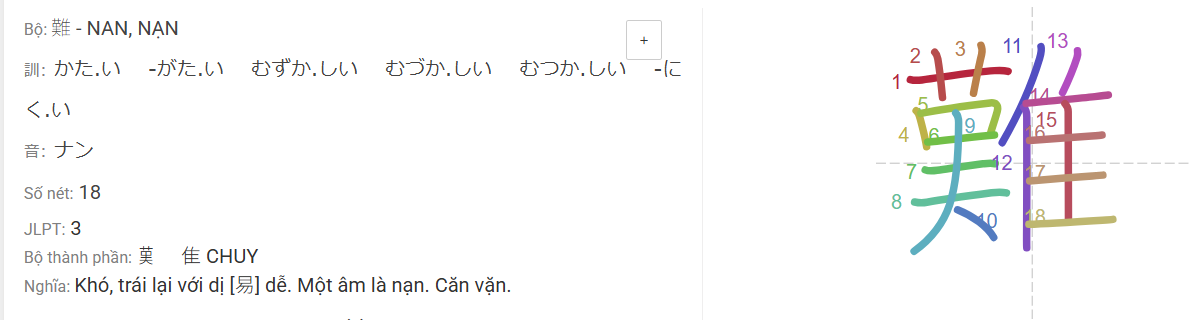 Bộ: 難 - NAN, NẠN
+
訓: かた.い -がた.い むずか.しい むづか.しい むつか.しい -に
く.い
音: ナン
Số nét: 18
JLPT: 3
Bộ thành phần: 𦰩 隹 CHUY
Nghĩa: Khó, trái lại với dị [易] dễ. Một âm là nạn. Căn vặn.
1 2 3 4 5 6 7 8 9 10 11 12 13 14 15 16 17 18